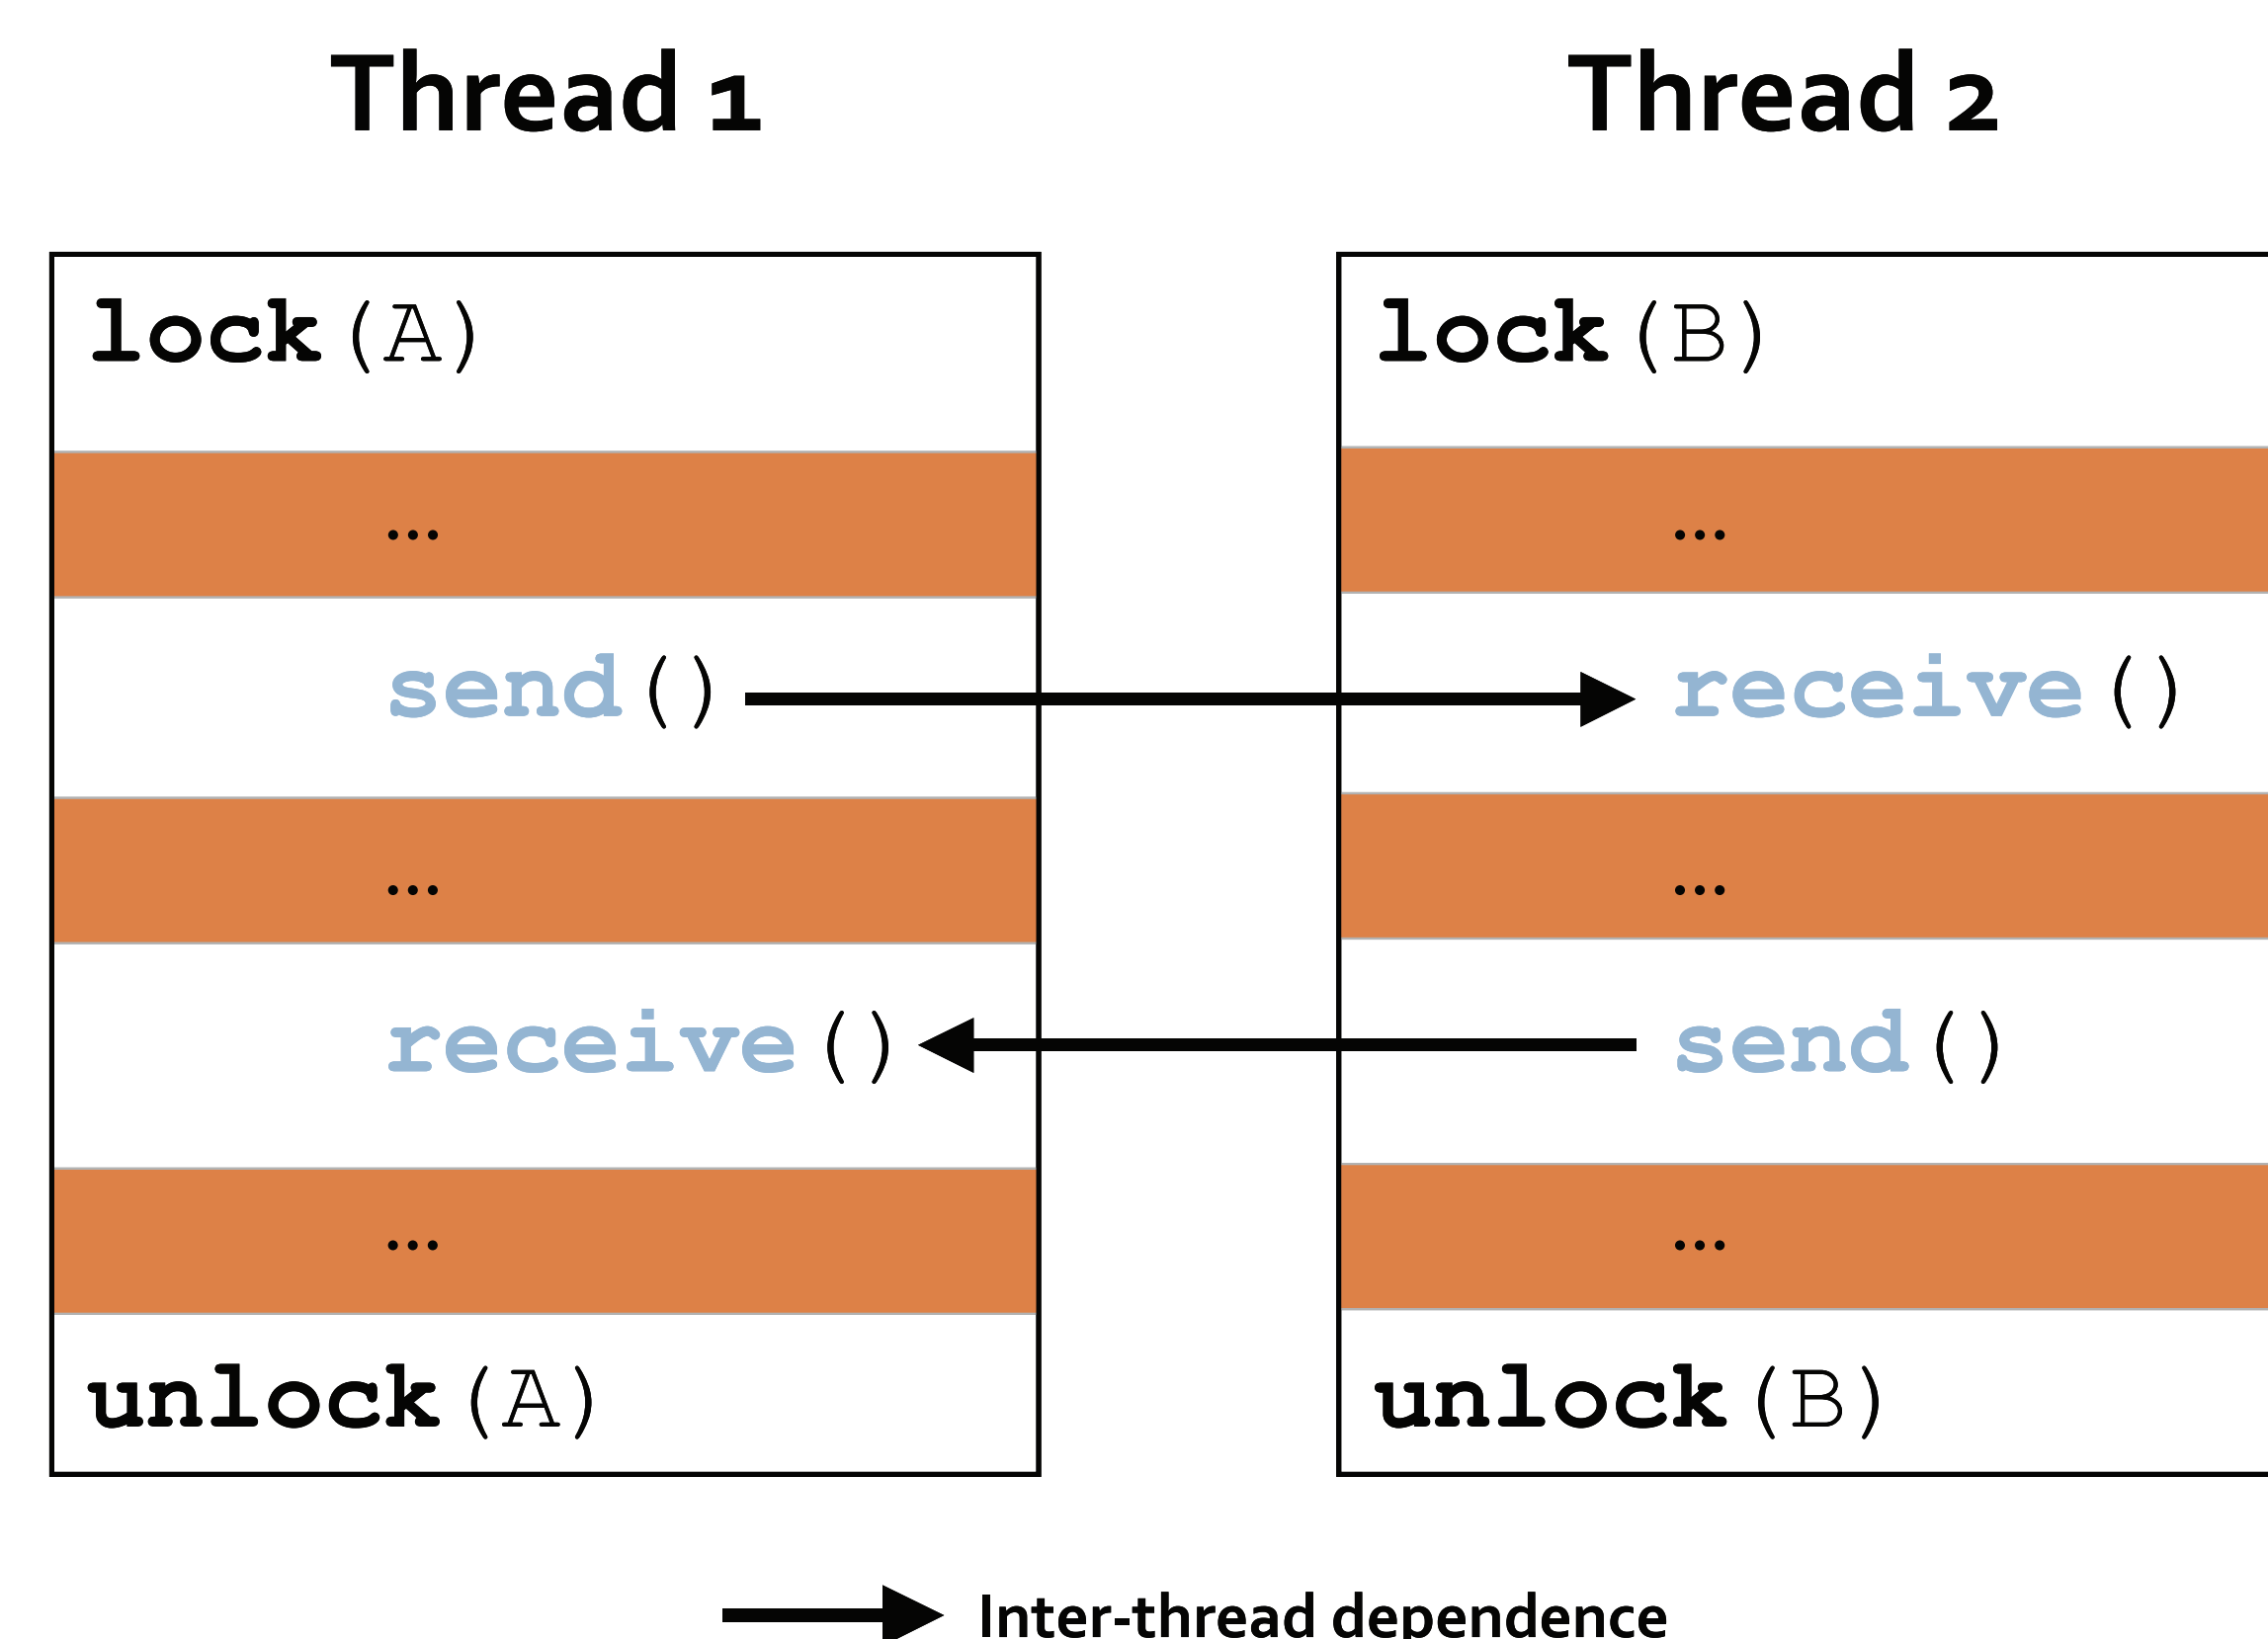 Thread 1
Thread 2
lock(A)
...
send()
...
receive()
...
unlock(A)
lock(B)
...
receive()
...
send()
...
unlock(B)
Inter-thread dependence